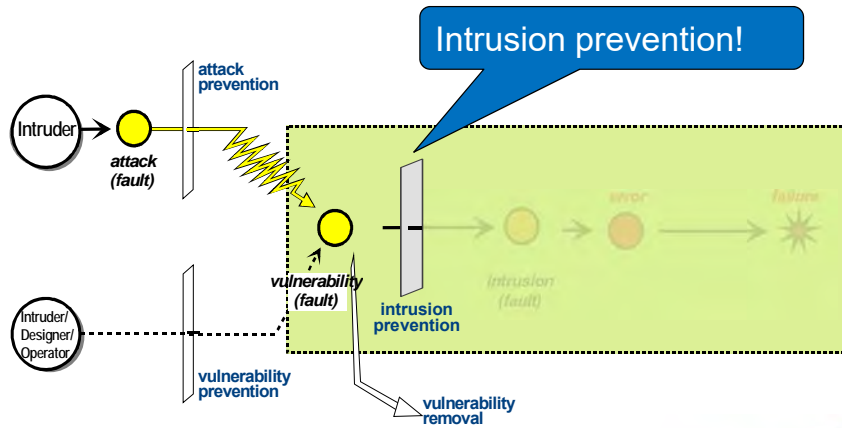 Intrusion prevention!
attack
prevention
Intruder
attack
(fault)
error
failure
vulnerability
(fault)
intrusion
(fault)
intrusion
prevention
Intruder/
Designer/
Operator
vulnerability
prevention
vulnerability
removal